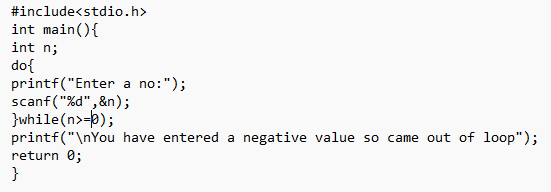 #include<stdio.h>
int main(){
int n;
do{
printf("Enter a no:");
scanf("%d",&n);
}while(n>=0);
printf("\nYou have entered a negative value so came out of loop");
return 0;
}